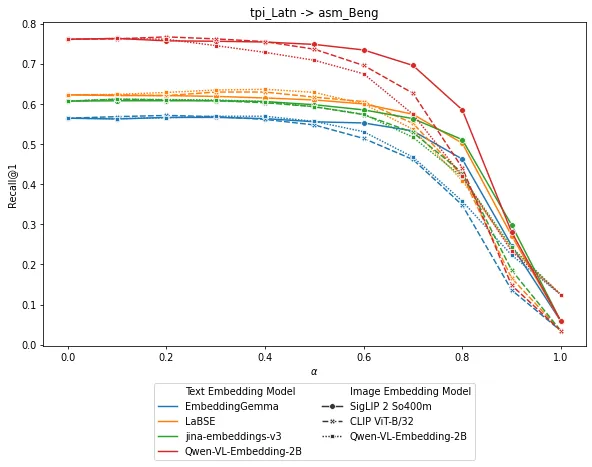 tpi_Latn -> asm_Beng
0.8
0.7
0.6
0.5
0.4
0.3
0.2
0.1
0.0
Recall@1
0.0 0.2 0.4 0.6 0.8 1.0
α
Text Embedding Model Image Embedding Model
EmbeddingGemma SigLIP 2 So400m
LaBSE CLIP ViT-B/32
jina-embeddings-v3 Qwen-VL-Embedding-2B
Qwen-VL-Embedding-2B